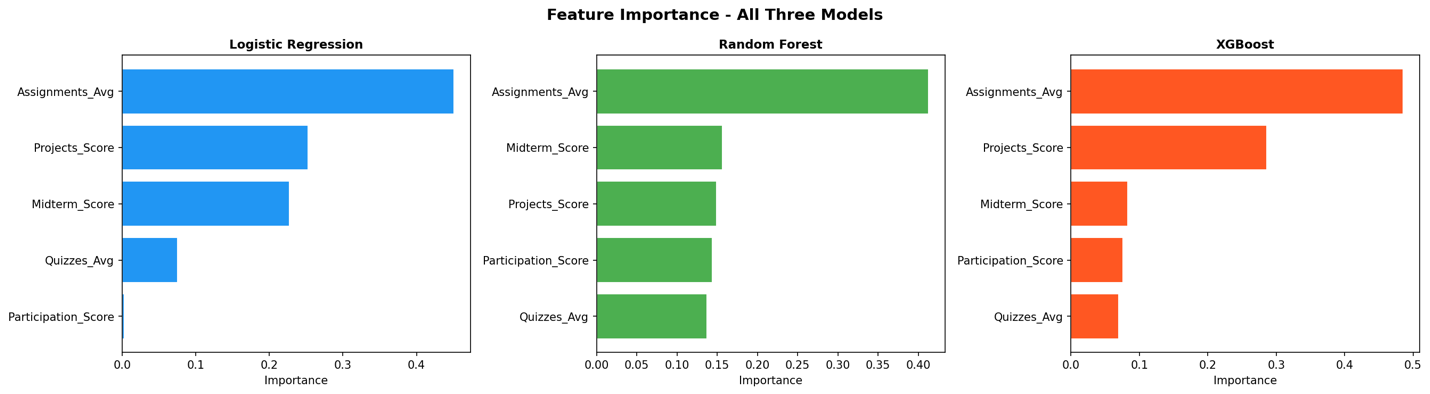 Feature Importance - All Three Models
Logistic Regression
Assignments_Avg
Projects_Score
Midterm_Score
Quizzes_Avg
Participation_Score
0.0 0.1 0.2 0.3 0.4
Importance
Random Forest
Assignments_Avg
Midterm_Score
Projects_Score
Participation_Score
Quizzes_Avg
0.00 0.05 0.10 0.15 0.20 0.25 0.30 0.35 0.40
Importance
XGBoost
Assignments_Avg
Projects_Score
Midterm_Score
Participation_Score
Quizzes_Avg
0.0 0.1 0.2 0.3 0.4 0.5
Importance